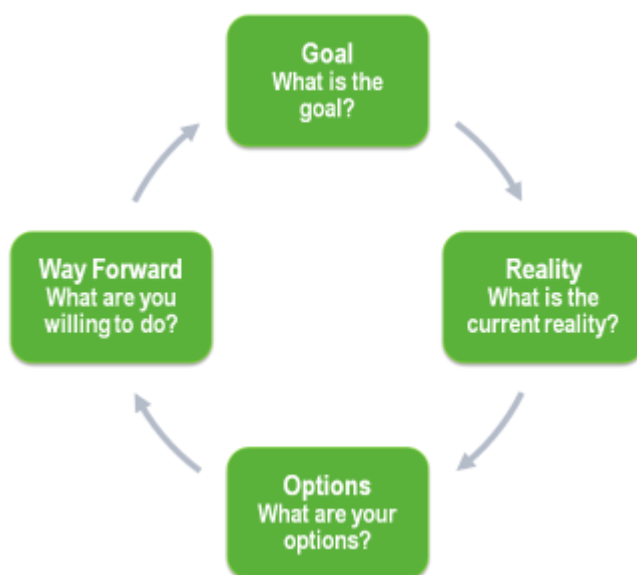 Goal
What is the
goal?
Reality
What is the
current reality?
Options
What are your
options?
Way Forward
What are you
willing to do?